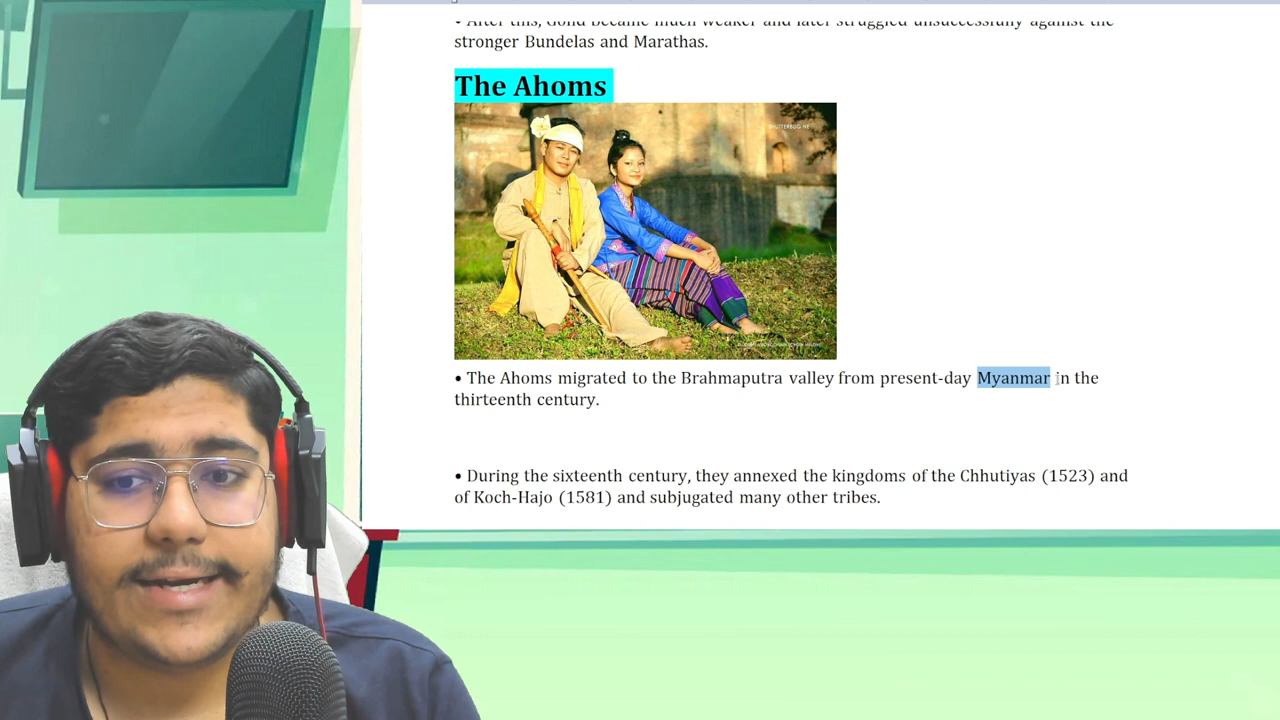 • After this, Gond became much weaker and later struggled unsuccessfully against the
stronger Bundelas and Marathas.
The Ahoms
SHUTTERBUG NE
• The Ahoms migrated to the Brahmaputra valley from present-day Myanmar in the
thirteenth century.
• During the sixteenth century, they annexed the kingdoms of the Chhutiyas (1523) and
of Koch-Hajo (1581) and subjugated many other tribes.